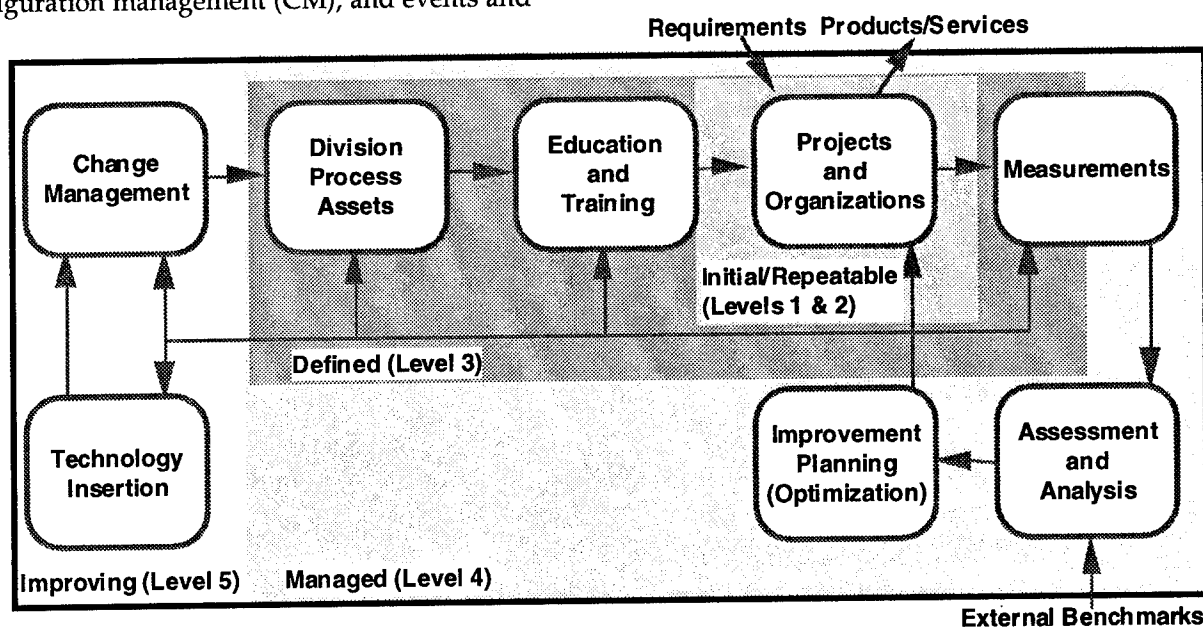 configuration management (CM), and events and
Requirements Products/Services
Change
Management
Division
Process
Assets
Education
and
Training
Projects
and
Organizations
Measurements
Initial/Repeatable
(Levels 1 & 2)
Defined (Level 3)
Technology
Insertion
Improvement
Planning
(Optimization)
Assessment
and
Analysis
Improving (Level 5)
Managed (Level 4)
External Benchmarks